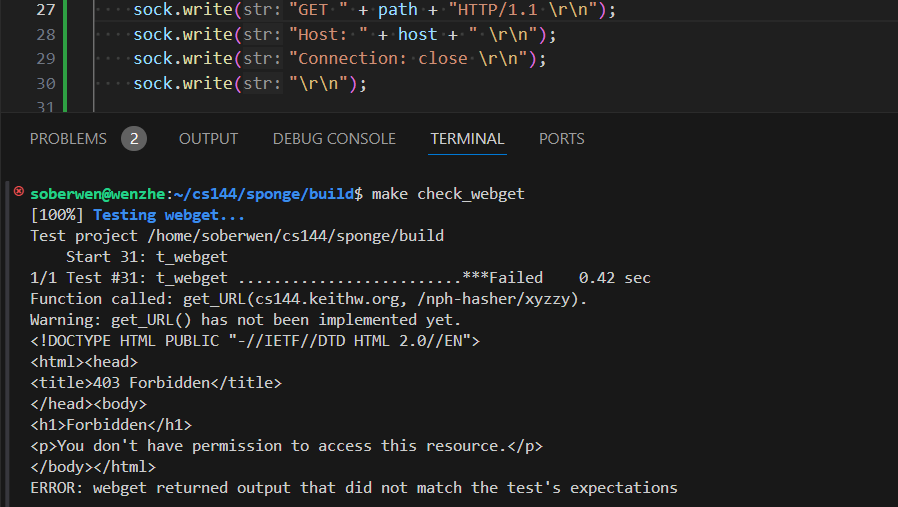 27 sock.write(str: "GET " + path + "HTTP/1.1 \r\n");
28 sock.write(str: "Host: " + host + " \r\n");
29 sock.write(str: "Connection: close \r\n");
30 sock.write(str: "\r\n");
31
PROBLEMS 2 OUTPUT DEBUG CONSOLE TERMINAL PORTS
soberwen@wenzhe:~/cs144/sponge/build$ make check_webget
[100%] Testing webget...
Test project /home/soberwen/cs144/sponge/build
    Start 31: t_webget
1/1 Test #31: t_webget .........................***Failed    0.42 sec
Function called: get_URL(cs144.keithw.org, /nph-hasher/xyzzy).
Warning: get_URL() has not been implemented yet.
<!DOCTYPE HTML PUBLIC "-//IETF//DTD HTML 2.0//EN">
<html><head>
<title>403 Forbidden</title>
</head><body>
<h1>Forbidden</h1>
<p>You don't have permission to access this resource.</p>
</body></html>
ERROR: webget returned output that did not match the test's expectations